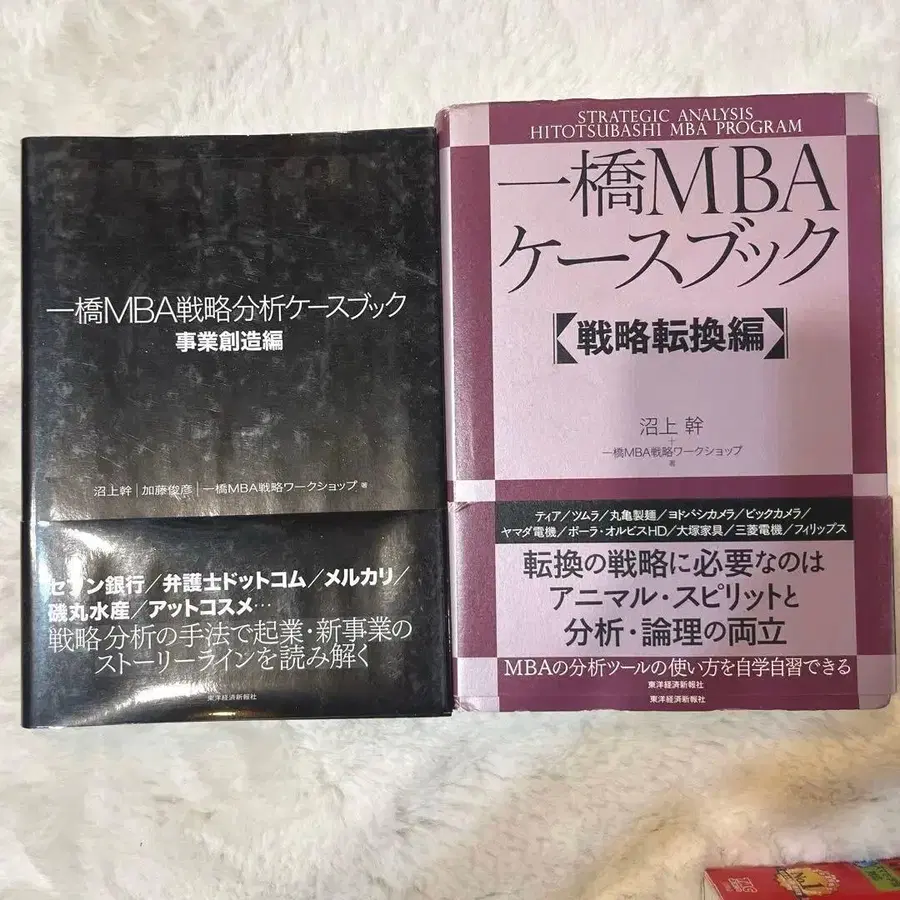 一橋MBA戦略分析ケースブック
事業創造編
沼上幹|加藤俊彦|一橋MBA戦略ワークショップ 著
セブン銀行/弁護士ドットコム/メルカリ/
磯丸水産/アットコスメ…
戦略分析の手法で起業・新事業の
ストーリーラインを読み解く
東洋経済新報社
STRATEGIC ANALYSIS
HITOTSUBASHI MBA PROGRAM
一橋MBA
ケースブック
【戦略転換編】
沼上 幹
+
一橋MBA戦略ワークショップ
著
ティア/ツムラ/丸亀製麺/ヨドバシカメラ/ビックカメラ/
ヤマダ電機/ポーラ・オルビスHD/大塚家具/三菱電機/フィリップス
転換の戦略に必要なのは
アニマル・スピリットと
分析・論理の両立
MBAの分析ツールの使い方を自学自習できる
東洋経済新報社
東洋経済新報社
No.1